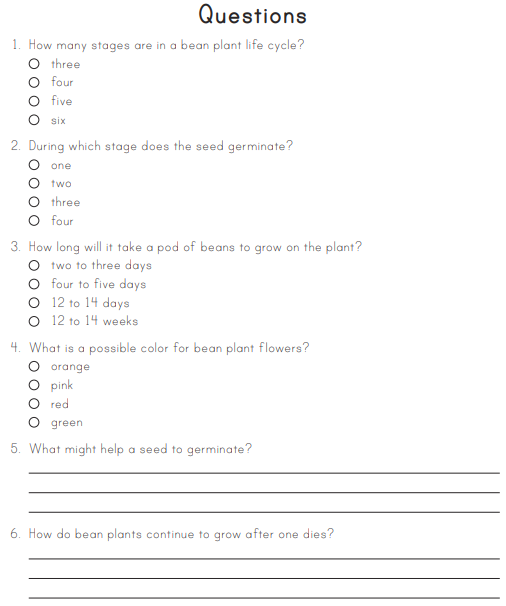 Questions
1. How many stages are in a bean plant life cycle?
three
four
five
six
2. During which stage does the seed germinate?
one
two
three
four
3. How long will it take a pod of beans to grow on the plant?
two to three days
four to five days
12 to 14 days
12 to 14 weeks
4. What is a possible color for bean plant flowers?
orange
pink
red
green
5. What might help a seed to germinate?
6. How do bean plants continue to grow after one dies?